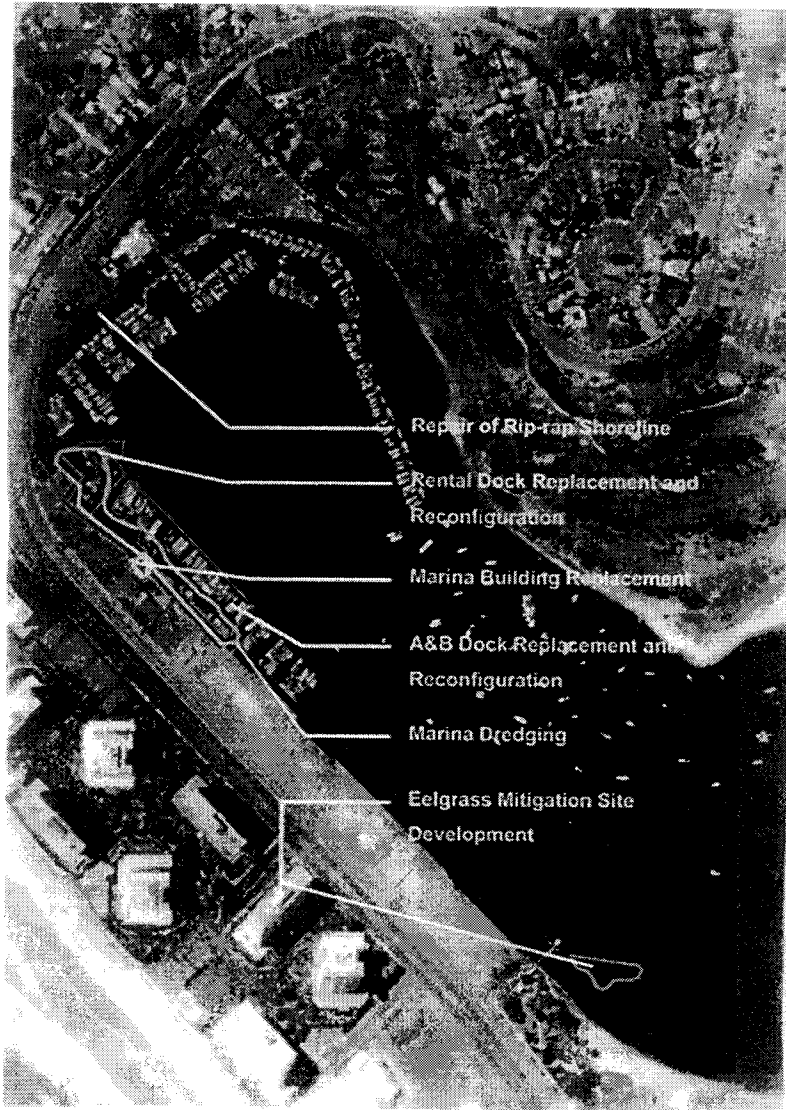 Repair of Rip-rap Shoreline
Rental Dock Replacement and
Reconfiguration
Marina Building Replacement
A&B Dock Replacement and
Reconfiguration
Marina Dredging
Eelgrass Mitigation Site
Development